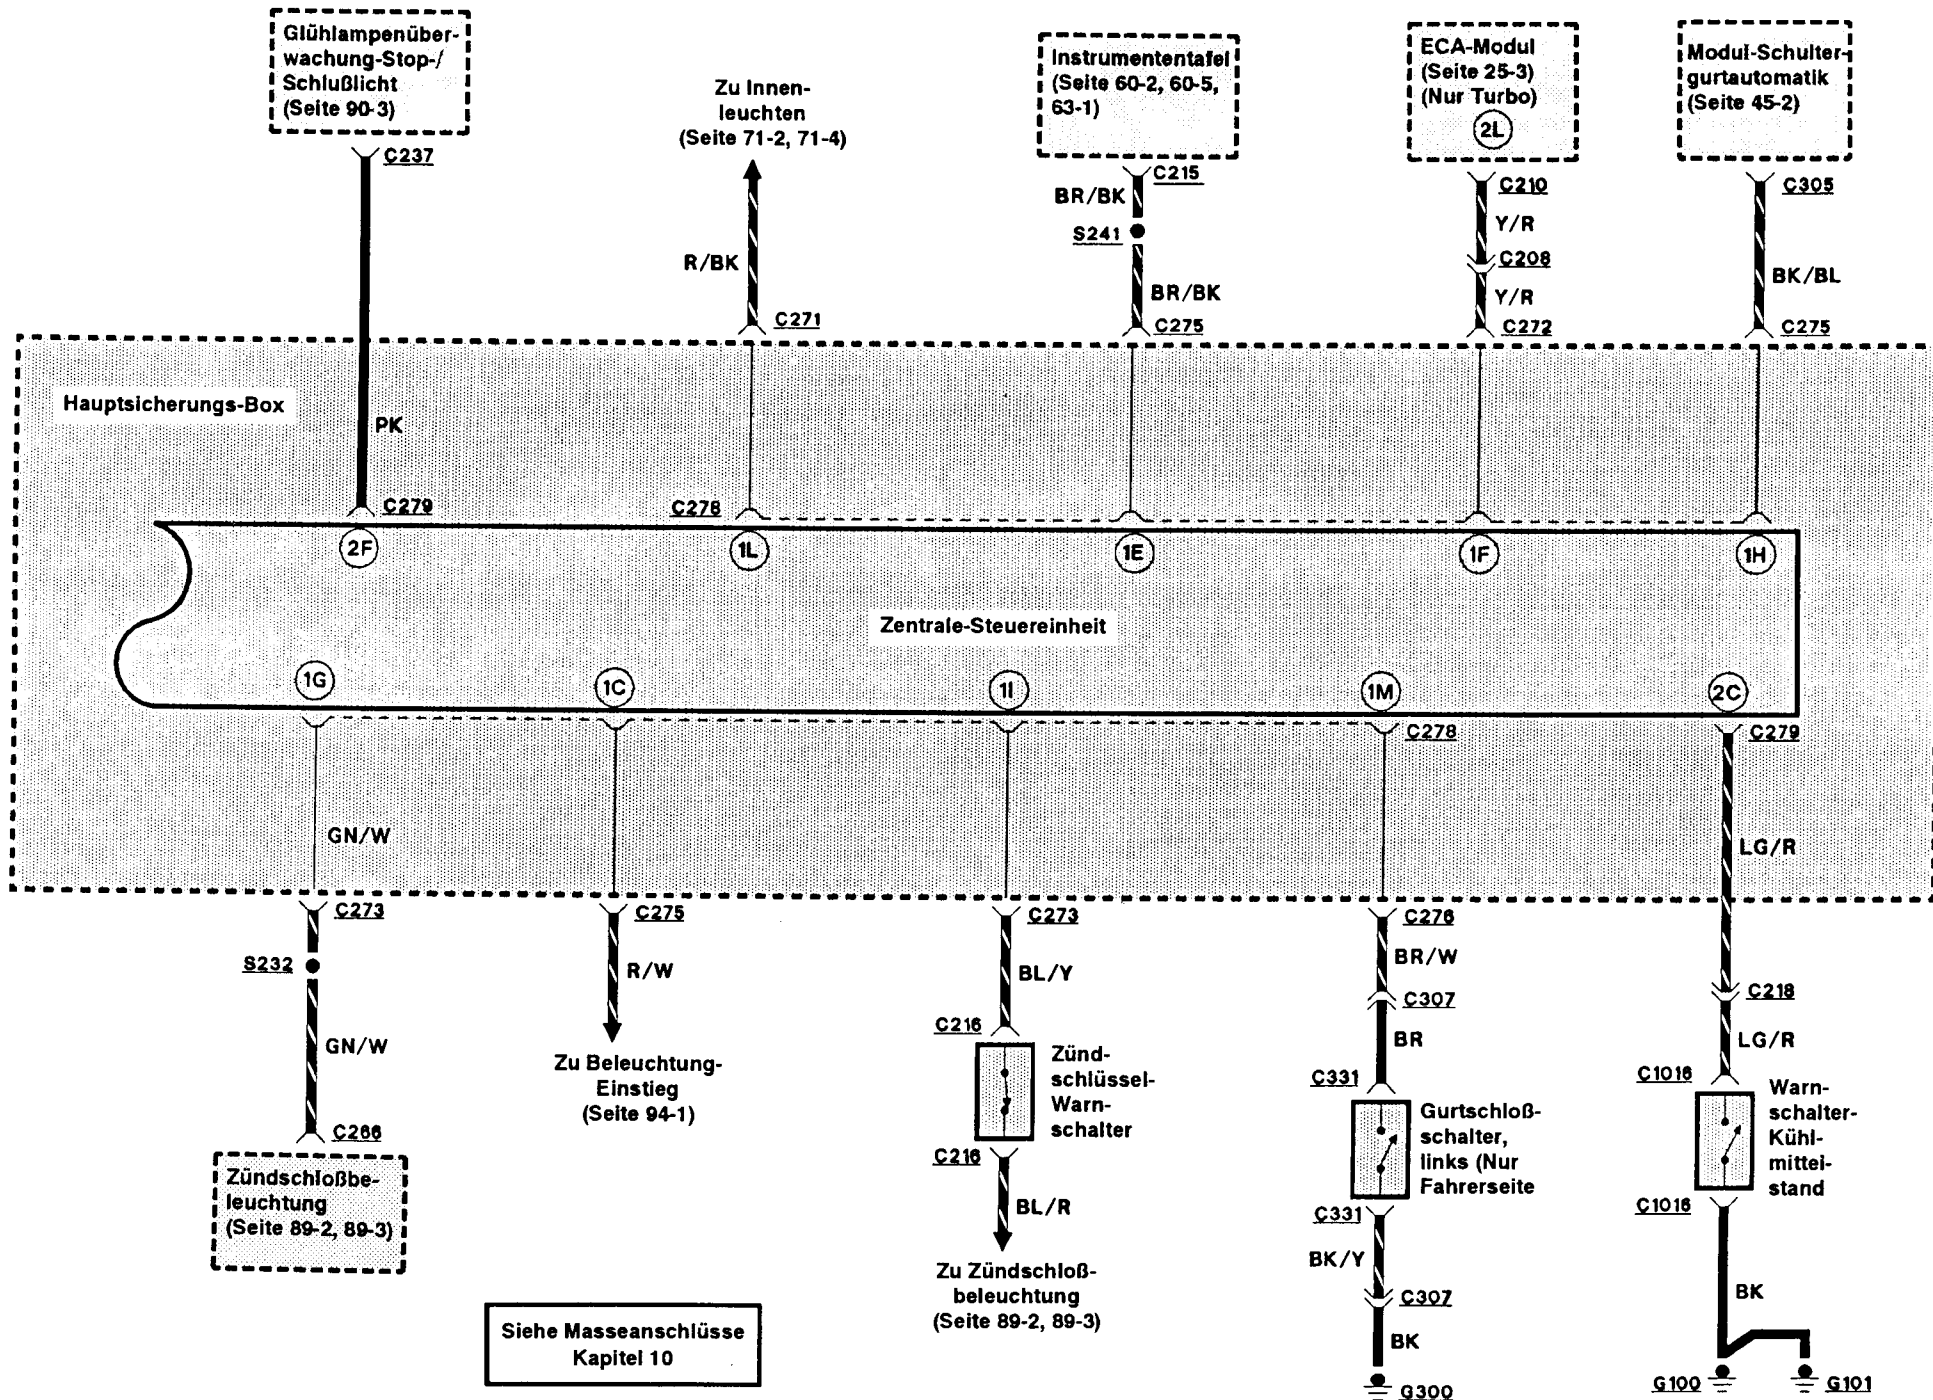 Glühlampenüber-
wachung-Stop-/
Schlußlicht
(Seite 90-3)
C237
Zu Innen-
leuchten
(Seite 71-2, 71-4)
R/BK
C271
Instrumententafel
(Seite 60-2, 60-5,
63-1)
C215
BR/BK
S241
BR/BK
C275
ECA-Modul
(Seite 25-3)
(Nur Turbo)
2L
C210
Y/R
C208
Y/R
C272
Modul-Schulter-
gurtautomatik
(Seite 45-2)
C305
BK/BL
C275
Hauptsicherungs-Box
PK
C279
C278
2F
1L
1E
1F
1H
Zentrale-Steuereinheit
1G
1C
1I
1M
2C
C278
C279
GN/W
LG/R
C273
S232
GN/W
C266
Zündschloßbe-
leuchtung
(Seite 89-2, 89-3)
C275
R/W
Zu Beleuchtung-
Einstieg
(Seite 94-1)
C273
BL/Y
C216
Zünd-
schlüssel-
Warn-
schalter
C216
BL/R
Zu Zündschloß-
beleuchtung
(Seite 89-2, 89-3)
C276
BR/W
C307
BR
C331
Gurtschloß-
schalter,
links (Nur
Fahrerseite
C331
BK/Y
C307
BK
G300
C218
LG/R
C1016
Warn-
schalter-
Kühl-
mittel-
stand
C1016
BK
G100
G101
Siehe Masseanschlüsse
Kapitel 10